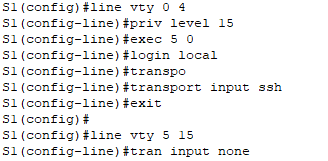 S1(config)#line vty 0 4
S1(config-line)#priv level 15
S1(config-line)#exec 5 0
S1(config-line)#login local
S1(config-line)#transpo
S1(config-line)#transport input ssh
S1(config-line)#exit
S1(config)#
S1(config)#line vty 5 15
S1(config-line)#tran input none